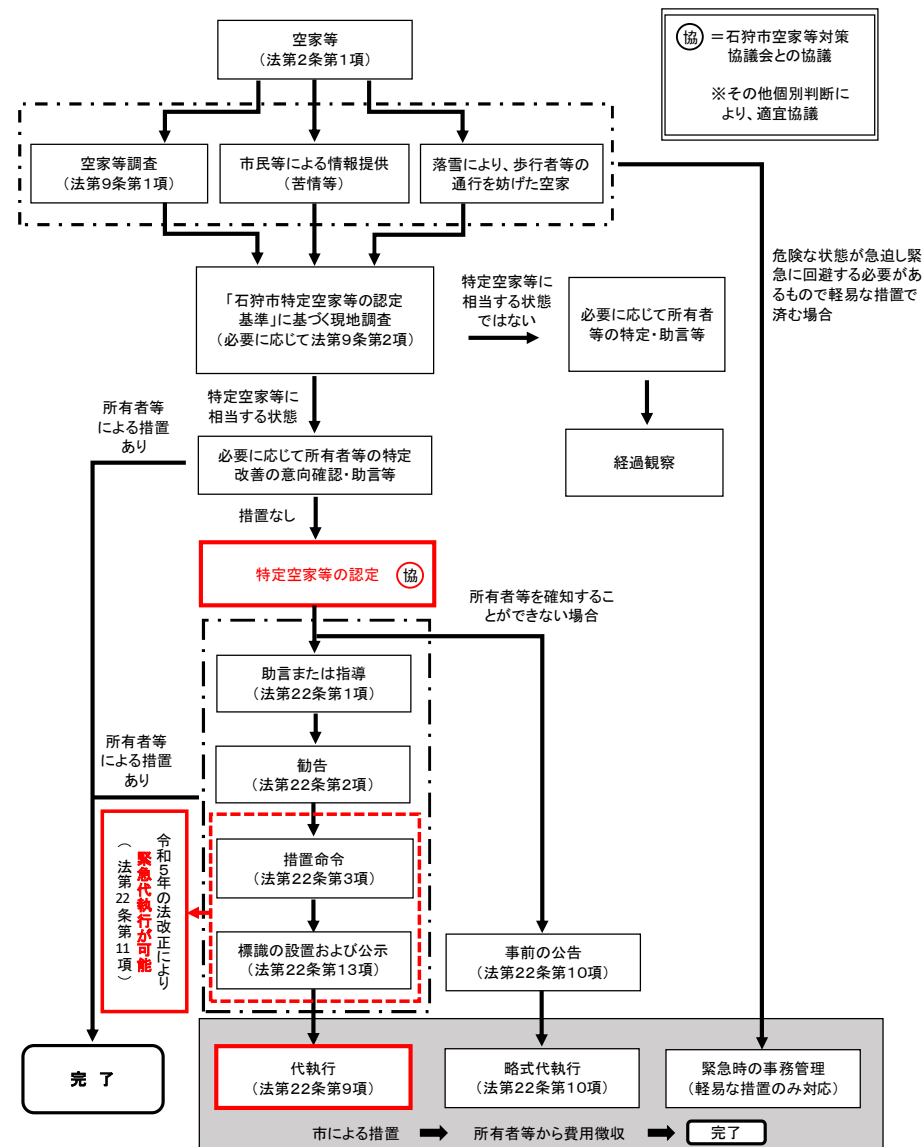 空家等
(法第2条第1項)
協 =石狩市空家等対策
協議会との協議
※その他個別判断に
より、適宜協議
空家等調査
(法第9条第1項)
市民等による情報提供
(苦情等)
落雪により、歩行者等の
通行を妨げた空家
危険な状態が急迫し緊
急に回避する必要があ
るもので軽易な措置で
済む場合
「石狩市特定空家等の認定
基準」に基づく現地調査
(必要に応じて法第9条第2項)
特定空家等に
相当する状態
ではない
必要に応じて所有者
等の特定・助言等
経過観察
特定空家等に
相当する状態
所有者等
による措置
あり
必要に応じて所有者等の特定
改善の意向確認・助言等
措置なし
特定空家等の認定 協
所有者等を確知するこ
とができない場合
助言または指導
(法第22条第1項)
所有者等
による措置
あり
勧告
(法第22条第2項)
令和5年の法改正により
緊急代執行が可能
(法第22条第11項)
措置命令
(法第22条第3項)
標識の設置および公示
(法第22条第13項)
事前の公告
(法第22条第10項)
完了
代執行
(法第22条第9項)
略式代執行
(法第22条第10項)
緊急時の事務管理
(軽易な措置のみ対応)
市による措置 ➡ 所有者等から費用徴収 ➡ 完了